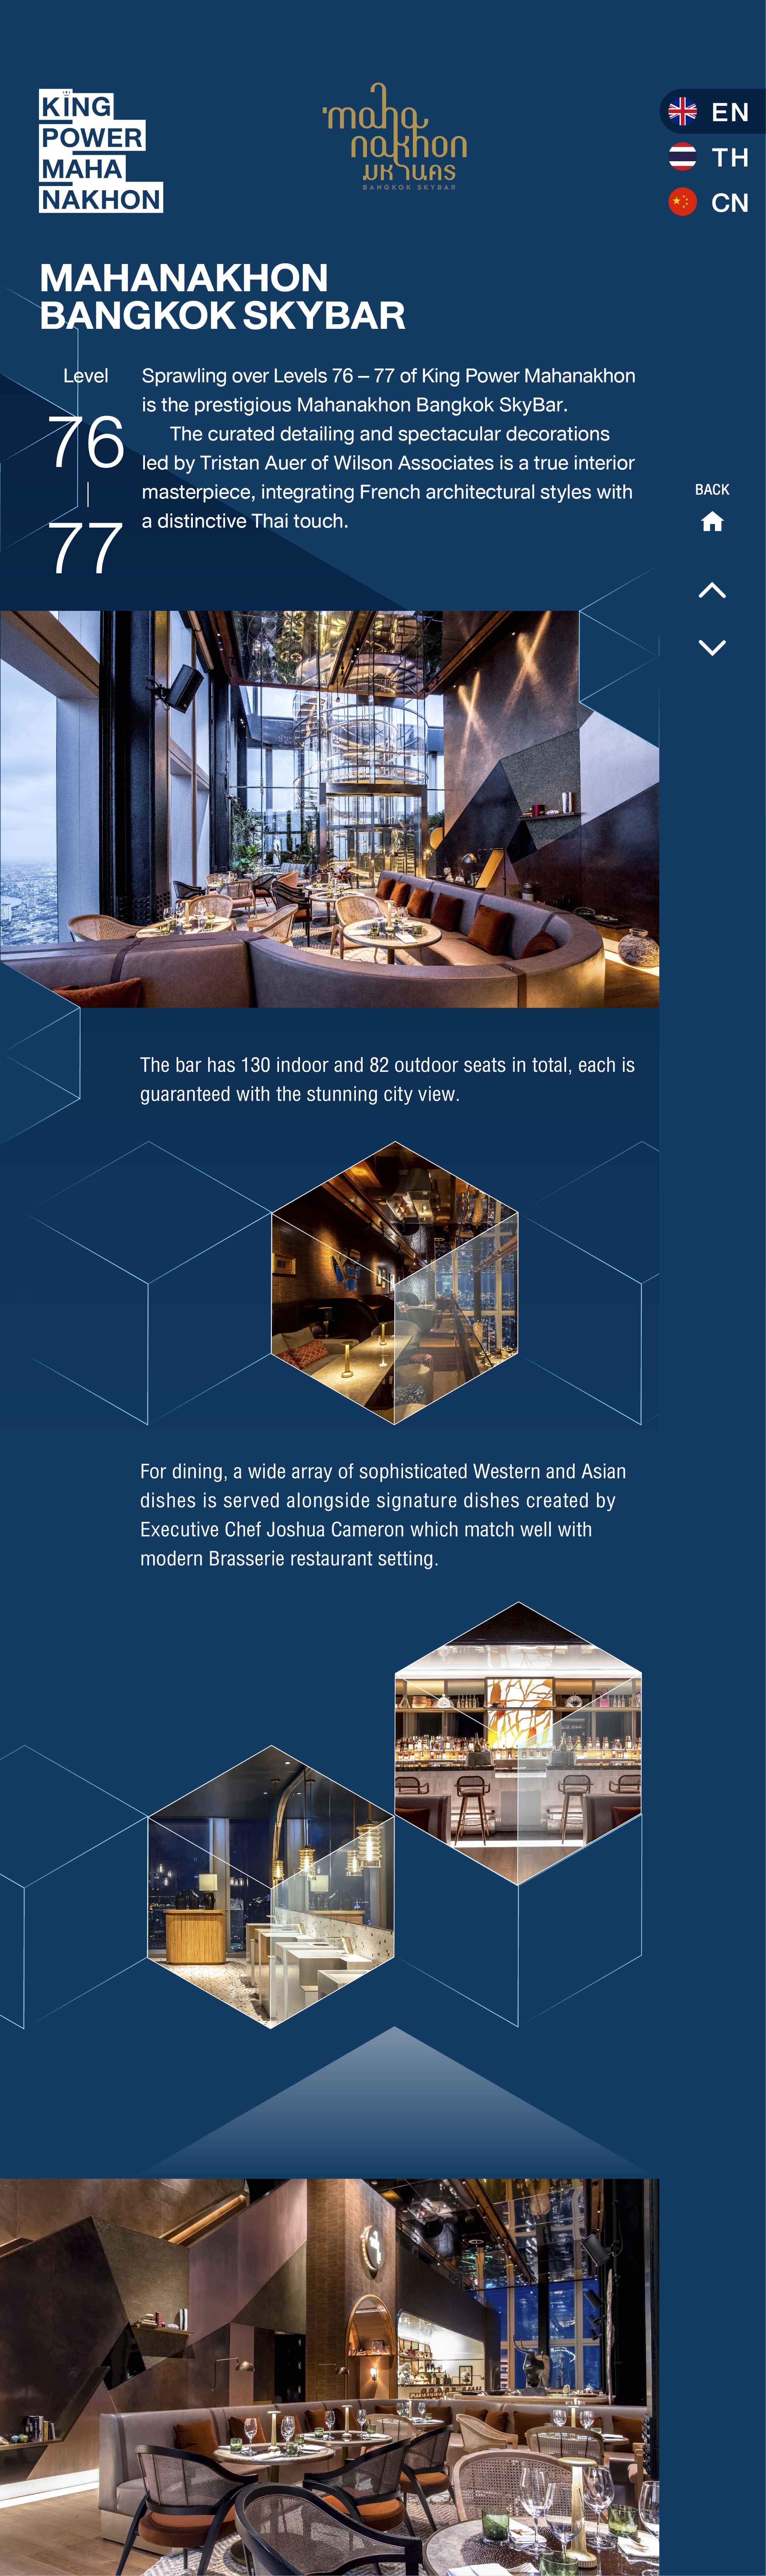 KING
POWER
MAHA
NAKHON
maha
nakhon
มหานคร
BANGKOK SKYBAR
EN
TH
CN
MAHANAKHON
BANGKOK SKYBAR
Level
76
77
Sprawling over Levels 76 – 77 of King Power Mahanakhon
is the prestigious Mahanakhon Bangkok SkyBar.
The curated detailing and spectacular decorations
led by Tristan Auer of Wilson Associates is a true interior
masterpiece, integrating French architectural styles with
a distinctive Thai touch.
BACK
The bar has 130 indoor and 82 outdoor seats in total, each is
guaranteed with the stunning city view.
For dining, a wide array of sophisticated Western and Asian
dishes is served alongside signature dishes created by
Executive Chef Joshua Cameron which match well with
modern Brasserie restaurant setting.